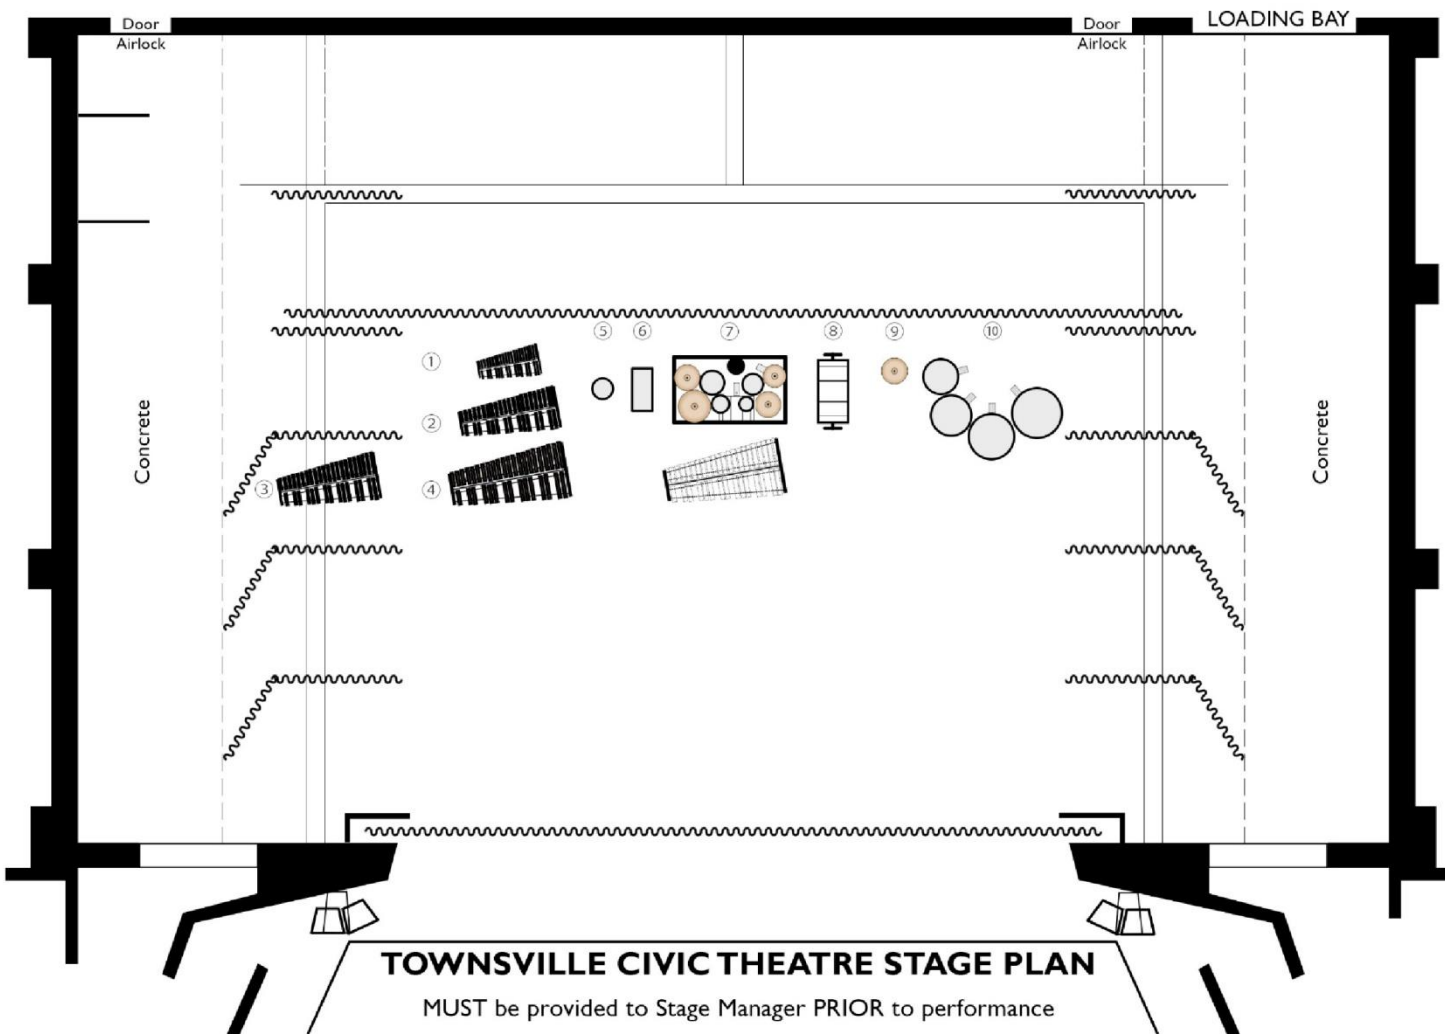 Door
Airlock
Door
Airlock
LOADING BAY
5
6
7
8
9
10
1
2
3
4
Concrete
Concrete
TOWNSVILLE CIVIC THEATRE STAGE PLAN
MUST be provided to Stage Manager PRIOR to performance